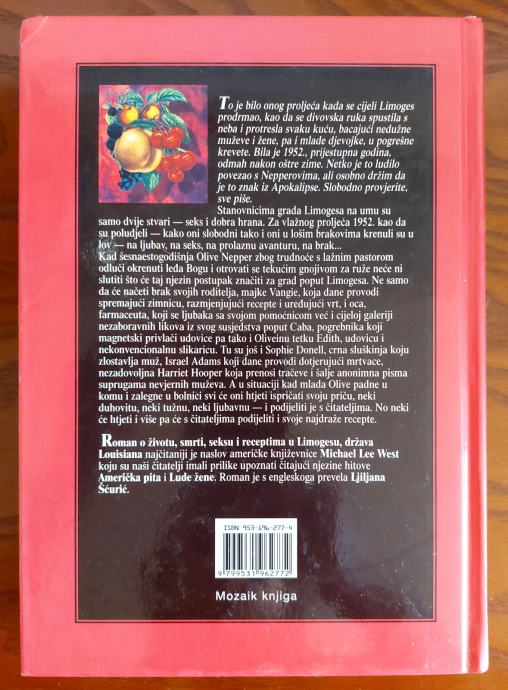 To je bilo onog proljeća kada se cijeli Limoges
prodrmao, kao da se divovska ruka spustila s
neba i protresla svaku kuću, bacajući nedužne
muževe i žene, pa i mlade djevojke, u pogrešne
krevete. Bila je 1952., prijestupna godina,
odmah nakon oštre zime. Netko je to ludilo
povezao s Nepperovima, ali osobno držim da
je to znak iz Apokalipse. Slobodno provjerite,
sve piše.
Stanovnicima grada Limogesa na umu su
samo dvije stvari — seks i dobra hrana. Za vlažnog proljeća 1952. kao da
su poludjeli — kako oni slobodni tako i oni u lošim brakovima krenuli su u
lov — na ljubav, na seks, na prolaznu avanturu, na brak...
Kad šesnaestogodišnja Olive Nepper zbog trudnoće s lažnim pastorom
odluči okrenuti leđa Bogu i otrovati se tekućim gnojivom za ruže neće ni
slutiti što će taj njezin postupak značiti za grad poput Limogesa. Ne samo
da će načeti brak svojih roditelja, majke Vangie, koja dane provodi
spremajući zimnicu, razmjenjujući recepte i uređujući vrt, i oca,
farmaceuta, koji se ljubaka sa svojom pomoćnicom već i cijeloj galeriji
nezaboravnih likova iz svog susjedstva poput Caba, pogrebnika koji
magnetski privlači udovice pa tako i Oliveinu tetku Edith, udovicu i
nekonvencionalnu slikaricu. Tu su još i Sophie Donell, crna sluškinja koju
zlostavlja muž, Israel Adams koji dane provodi dotjerujući mrtvace,
nezadovoljna Harriet Hooper koja prenosi tračeve i šalje anonimna pisma
suprugama nevjernih muževa. A u situaciji kad mlada Olive padne u
komu i zalegne u bolnici svi će oni htjeti ispričati svoju priču, neki
duhovitu, neki tužnu, neki ljubavnu — i podijeliti je s čitateljima. No neki
će htjeti i više pa će s čitateljima podijeliti i svoje najdraže recepte.
Roman o životu, smrti, seksu i receptima u Limogesu, država
Louisiana najčitaniji je naslov američke književnice Michael Lee West
koju su naši čitatelji imali prilike upoznati čitajući njezine hitove
Američka pita i Lude žene. Roman je s engleskoga prevela Ljiljana
Šćurić.
ISBN 953-196-277-4
9799531962772
Mozaik knjiga